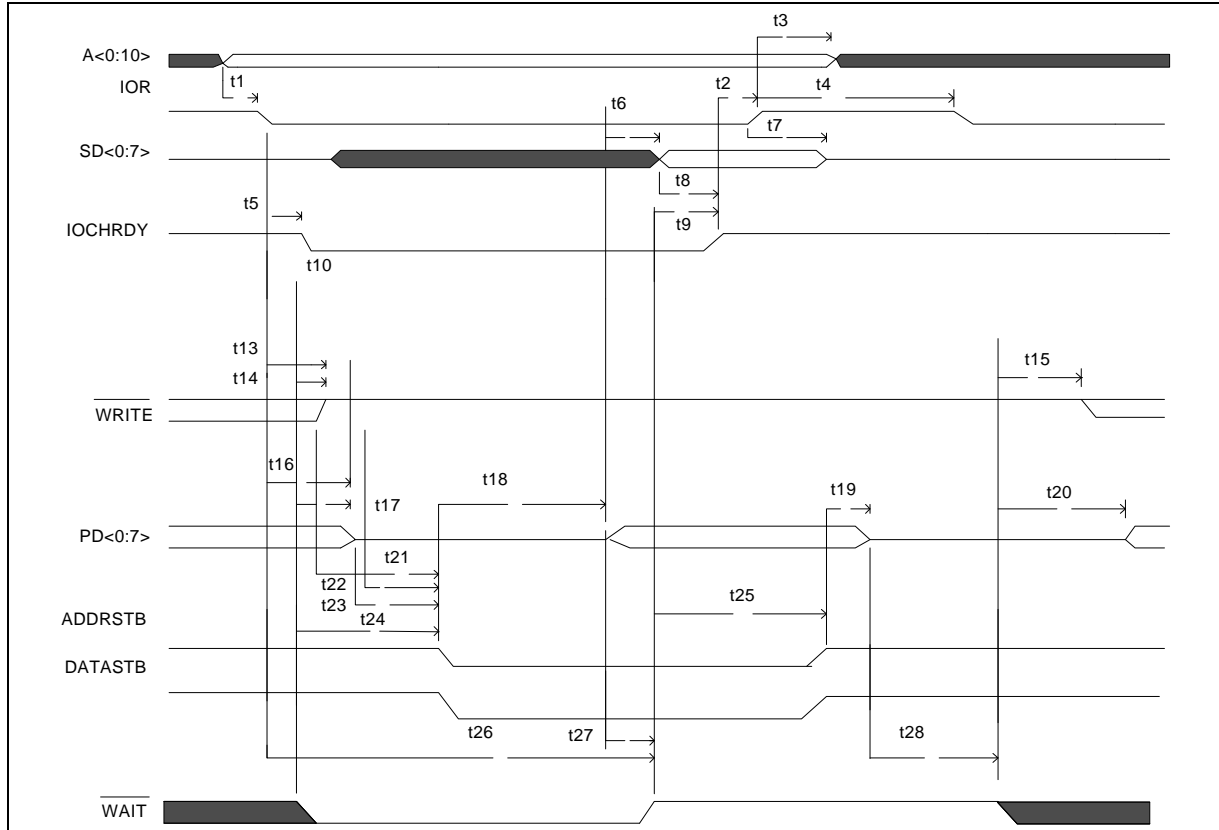 t3
A<0:10>
t1
t2
t4
IOR
t6
t7
SD<0:7>
t8
t5
t9
IOCHRDY
t10
t13
t14
t15
WRITE
t16
t17
t18
t19
t20
PD<0:7>
t21
t22
t23
t24
t25
ADDRSTB
DATASTB
t26
t27
t28
WAIT